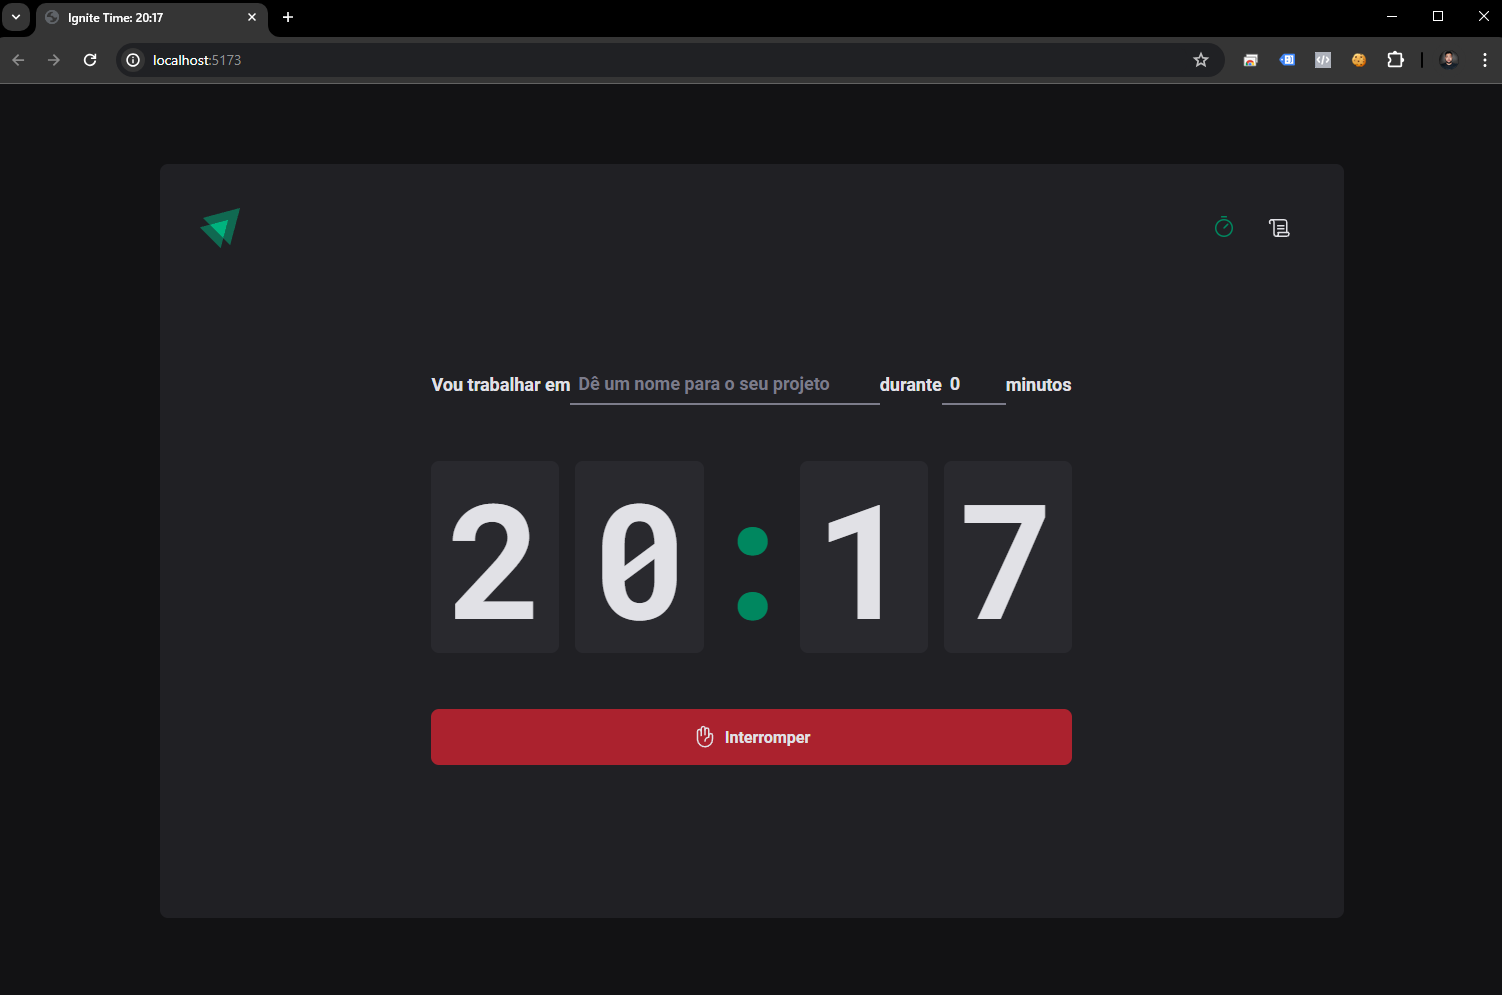 Ignite Time: 20:17
localhost:5173
Vou trabalhar em Dê um nome para o seu projeto durante 0 minutos
20:17
Interromper